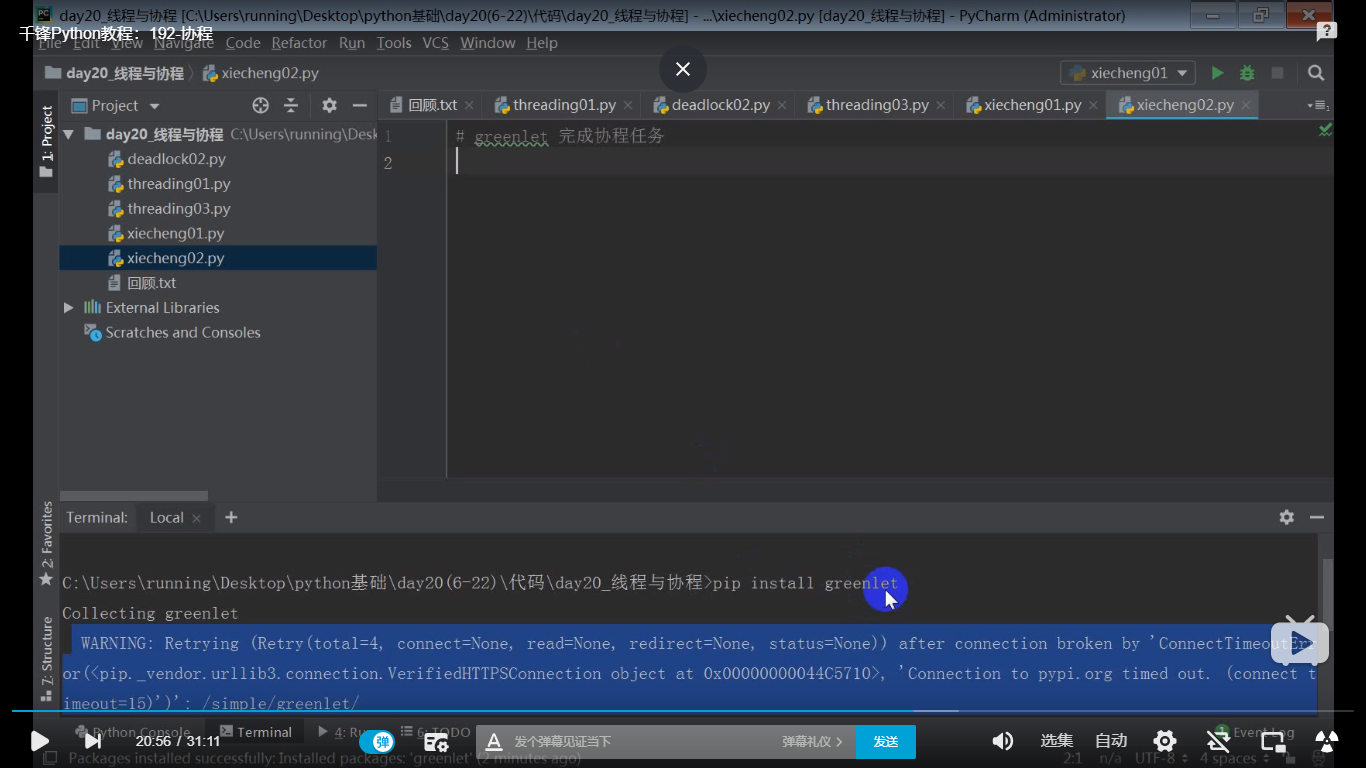 day20_线程与协程 [C:\Users\running\Desktop\python基础\day20(6-22)\代码\day20_线程与协程] - ...\xiecheng02.py [day20_线程与协程] - PyCharm (Administrator)
千锋Python教程：192-协程
File Edit View Navigate Code Refactor Run Tools VCS Window Help
day20_线程与协程 xiecheng02.py xiecheng01
Project 回顾.txt threading01.py deadlock02.py threading03.py xiecheng01.py xiecheng02.py
1: Project
day20_线程与协程 C:\Users\running\Desk
deadlock02.py
threading01.py
threading03.py
xiecheng01.py
xiecheng02.py
回顾.txt
External Libraries
Scratches and Consoles
1 # greenlet 完成协程任务
2
2: Favorites
7: Structure
Terminal: Local +
C:\Users\running\Desktop\python基础\day20(6-22)\代码\day20_线程与协程>pip install greenlet
Collecting greenlet
WARNING: Retrying (Retry(total=4, connect=None, read=None, redirect=None, status=None)) after connection broken by 'ConnectTimeoutErr
or(<pip._vendor.urllib3.connection.VerifiedHTTPSConnection object at 0x00000000044C5710>, 'Connection to pypi.org timed out. (connect t
imeout=15)')': /simple/greenlet/
Python Console Terminal 4: Run 6: TODO Event Log
20:56 / 31:11 弹 发个弹幕见证当下 弹幕礼仪 > 发送 选集 自动
Packages installed successfully: Installed packages: 'greenlet' (2 minutes ago) 2:1 n/a UTF-8 4 spaces